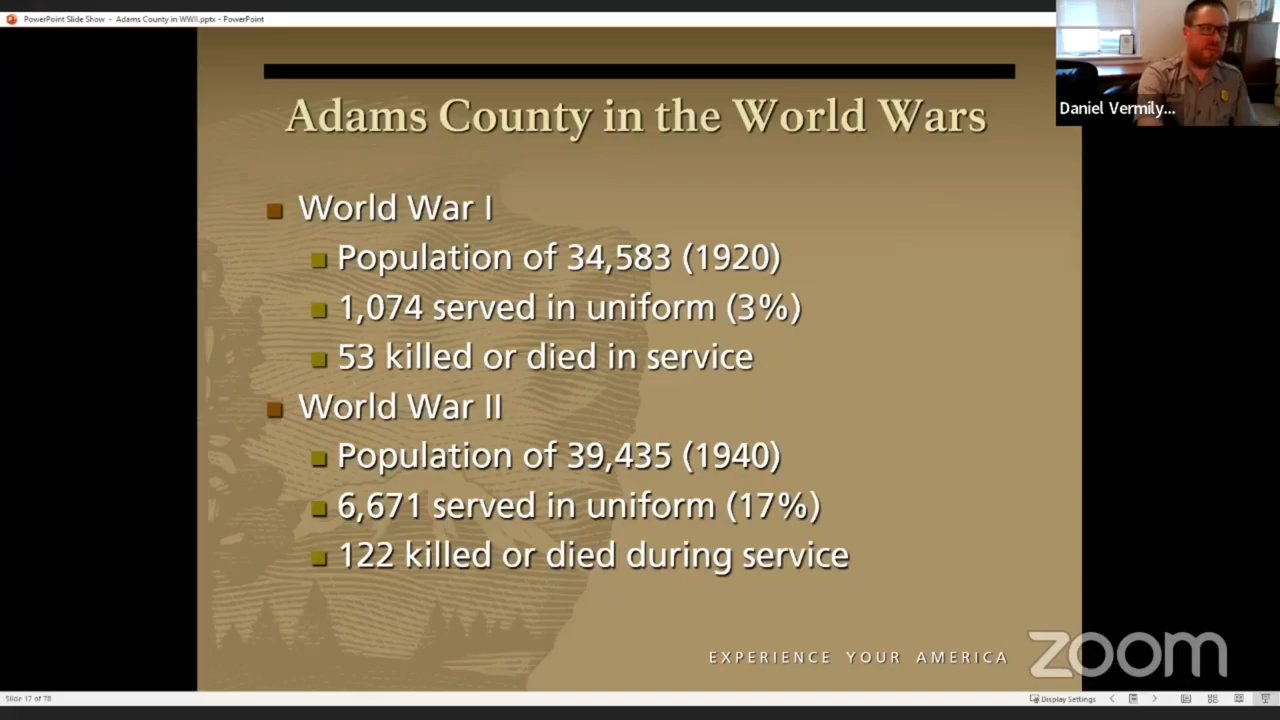 PowerPoint Slide Show - Adams County in WWII.pptx - PowerPoint
Daniel Vermily...
Adams County in the World Wars
World War I
Population of 34,583 (1920)
1,074 served in uniform (3%)
53 killed or died in service
World War II
Population of 39,435 (1940)
6,671 served in uniform (17%)
122 killed or died during service
EXPERIENCE YOUR AMERICA
zoom
Slide 17 of 78
Display Settings